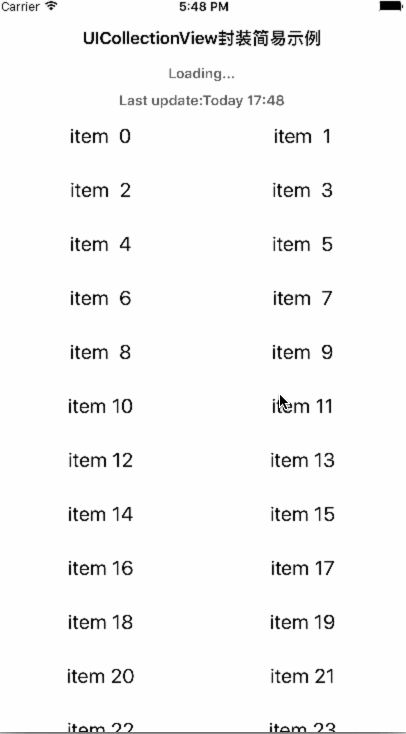 Carrier 5:48 PM
UICollectionView封装简易示例
Loading...
Last update:Today 17:48
item 0 item 1
item 2 item 3
item 4 item 5
item 6 item 7
item 8 item 9
item 10 item 11
item 12 item 13
item 14 item 15
item 16 item 17
item 18 item 19
item 20 item 21
item 22 item 23